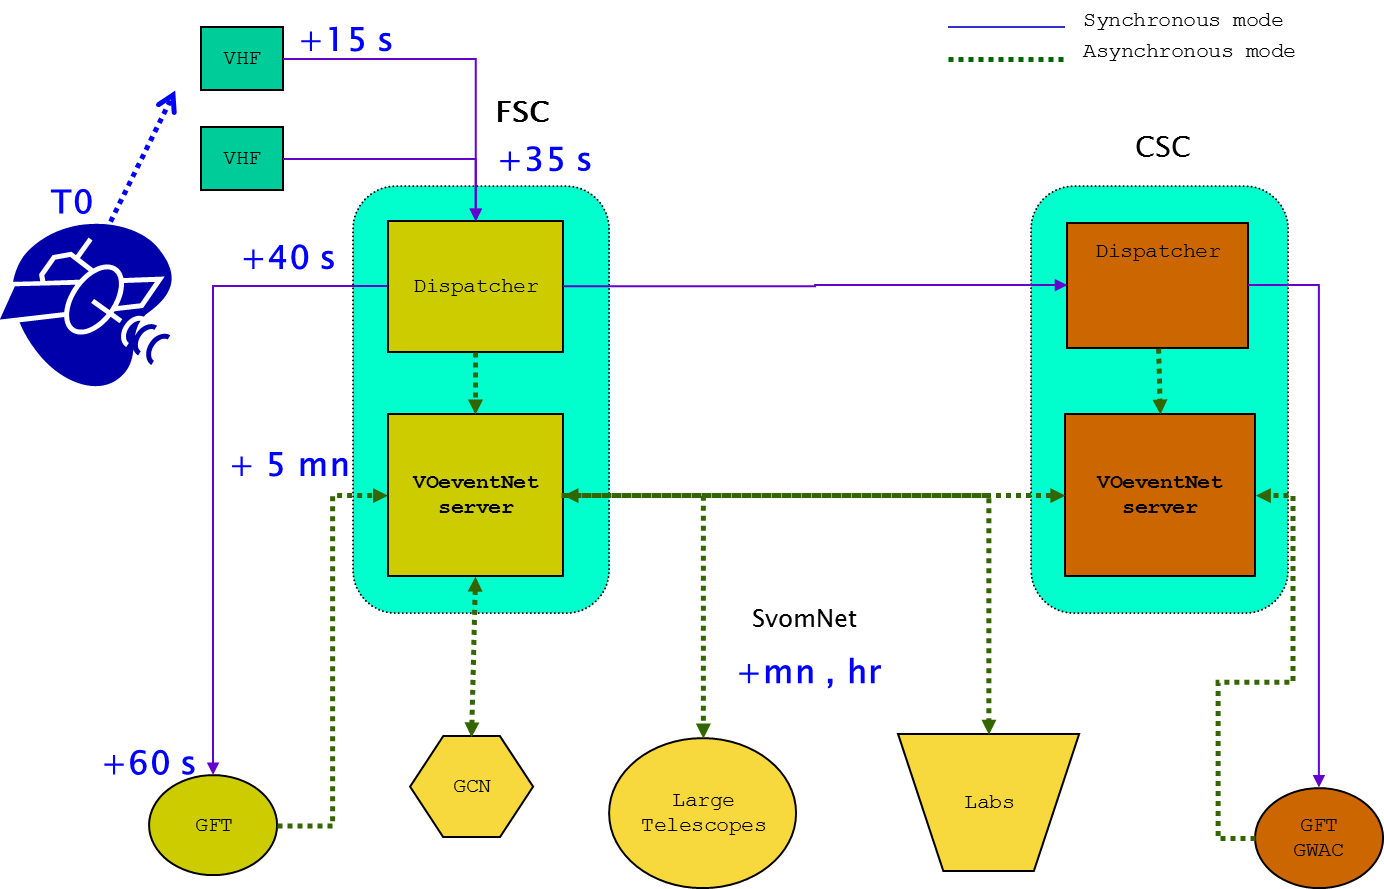 Synchronous mode
Asynchronous mode
VHF
+15 s
FSC
VHF
+35 s
CSC
T0
+40 s
Dispatcher
Dispatcher
+ 5 mn
VOeventNet
server
VOeventNet
server
SvomNet
+mn , hr
+60 s
GFT
GCN
Large
Telescopes
Labs
GFT
GWAC